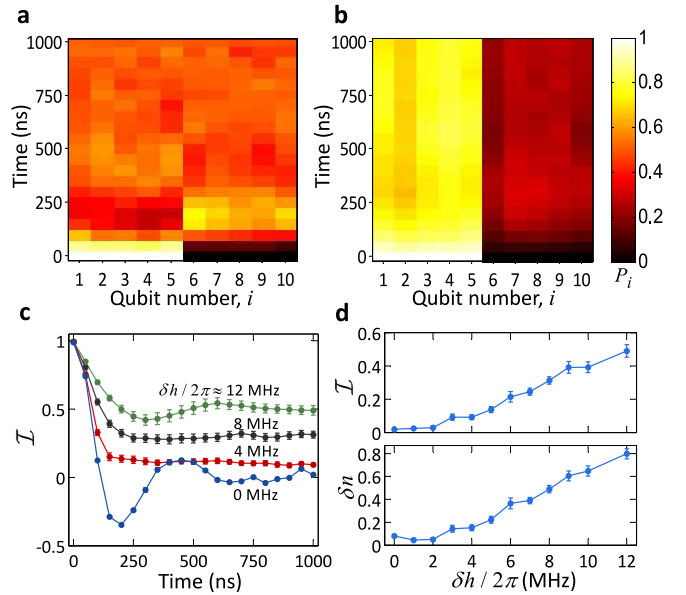 a
b
1000
750
500
250
0
Time (ns)
1 2 3 4 5 6 7 8 9 10
Qubit number, i
1000
750
500
250
0
Time (ns)
1 2 3 4 5 6 7 8 9 10
Qubit number, i
1
0.8
0.6
0.4
0.2
0
P_i
c
1
0.5
0
-0.5
ℐ
δh / 2π ≈ 12 MHz
8 MHz
4 MHz
0 MHz
0 250 500 750 1000
Time (ns)
d
0.6
0.4
0.2
0
ℐ
0.8
0.6
0.4
0.2
0
δn
0 2 4 6 8 10 12
δh / 2π (MHz)